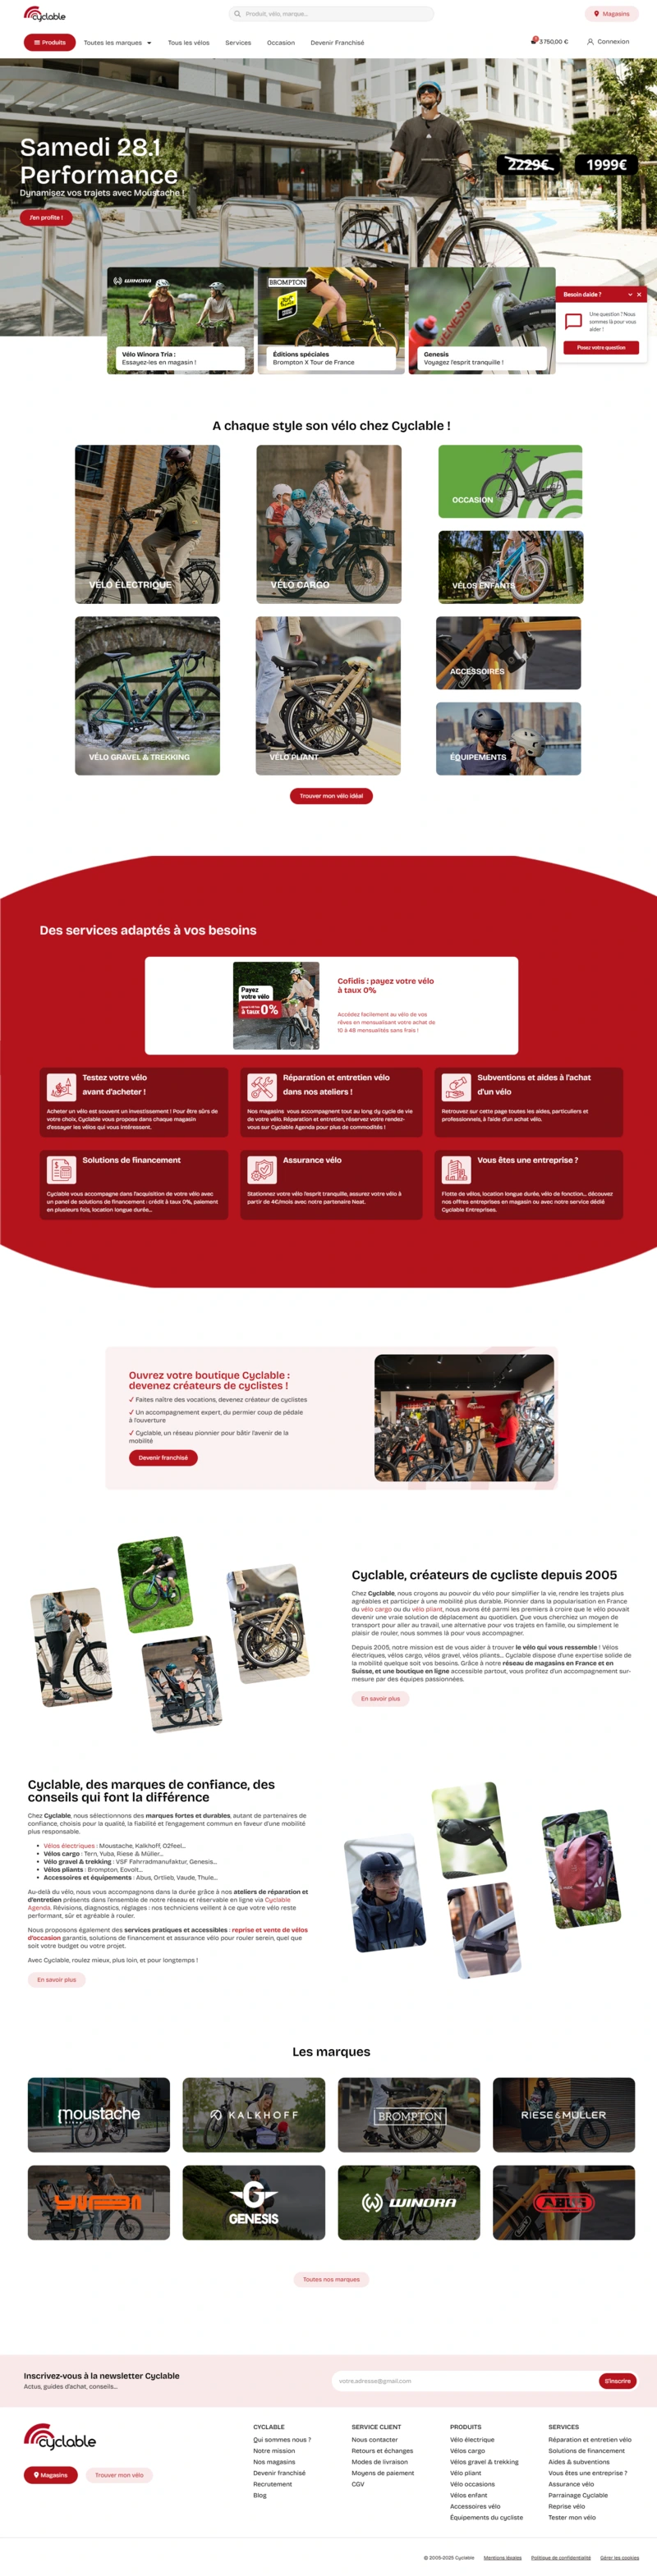 cyclable
Produit, vélo, marque...
Magasins
Produits
Toutes les marques
Tous les vélos
Services
Occasion
Devenir Franchisé
3 750,00 €
Connexion
Samedi 28.1
Performance
Dynamisez vos trajets avec Moustache !
J'en profite !
2229€
1999€
WINORA
Vélo Winora Tria :
Essayez-les en magasin !
BROMPTON
Éditions spéciales
Brompton X Tour de France
Genesis
Voyagez l'esprit tranquille !
Besoin d'aide ?
Une question ? Nous
sommes là pour vous
aider !
Posez votre question
A chaque style son vélo chez Cyclable !
VÉLO ÉLECTRIQUE
VÉLO CARGO
OCCASION
VÉLOS ENFANTS
VÉLO GRAVEL & TREKKING
VÉLO PLIANT
ACCESSOIRES
ÉQUIPEMENTS
Trouver mon vélo idéal
Des services adaptés à vos besoins
Payez
votre vélo
à taux 0%
Cofidis : payez votre vélo
à taux 0%
Accédez facilement au vélo de vos
rêves en mensualisant votre achat de
10 à 48 mensualités sans frais !
Testez votre vélo
avant d'acheter !
Acheter un vélo est souvent un investissement ! Pour être sûrs de
votre choix, Cyclable vous propose dans chaque magasin
d'essayer les vélos qui vous intéressent.
Réparation et entretien vélo
dans nos ateliers !
Nos magasins vous accompagnent tout au long du cycle de vie
de votre vélo. Réparation et entretien, réservez votre rendez-
vous sur Cyclable Agenda pour plus de commodités !
Subventions et aides à l'achat
d'un vélo
Retrouvez sur cette page toutes les aides, particuliers et
professionnels, à l'aide d'un achat vélo.
Solutions de financement
Cyclable vous accompagne dans l'acquisition de votre vélo avec
un panel de solutions de financement : crédit à taux 0%, paiement
en plusieurs fois, location longue durée...
Assurance vélo
Stationnez votre vélo l'esprit tranquille, assurez votre vélo à
partir de 4€/mois avec notre partenaire Neat.
Vous êtes une entreprise ?
Flotte de vélos, location longue durée, vélo de fonction... découvrez
nos offres entreprises en magasin ou avec notre service dédié
Cyclable Entreprises.
Ouvrez votre boutique Cyclable :
devenez créateurs de cyclistes !
✓ Faites naître des vocations, devenez créateur de cyclistes
✓ Un accompagnement expert, du permier coup de pédale
à l'ouverture
✓ Cyclable, un réseau pionnier pour bâtir l'avenir de la
mobilité
Devenir franchisé
Cyclable, créateurs de cycliste depuis 2005
Chez Cyclable, nous croyons au pouvoir du vélo pour simplifier la vie, rendre les trajets plus
agréables et participer à une mobilité plus durable. Pionnier dans la popularisation en France
du vélo cargo ou du vélo pliant, nous avons été parmi les premiers à croire que le vélo pouvait
devenir une vraie solution de déplacement au quotidien. Que vous cherchiez un moyen de
transport pour aller au travail, une alternative pour vos trajets en famille, ou simplement le
plaisir de rouler, nous sommes là pour vous accompagner.
Depuis 2005, notre mission est de vous aider à trouver le vélo qui vous ressemble ! Vélos
électriques, vélos cargo, vélos gravel, vélos pliants... Cyclable dispose d'une expertise solide de
la mobilité quelque soit vos besoins. Grâce à notre réseau de magasins en France et en
Suisse, et une boutique en ligne accessible partout, vous profitez d'un accompagnement sur-
mesure par des équipes passionnées.
En savoir plus
Cyclable, des marques de confiance, des
conseils qui font la différence
Chez Cyclable, nous sélectionnons des marques fortes et durables, autant de partenaires de
confiance, choisis pour la qualité, la fiabilité et l'engagement commun en faveur d'une mobilité
plus responsable.
• Vélos électriques : Moustache, Kalkhoff, O2feel...
• Vélos cargo : Tern, Yuba, Riese & Müller...
• Vélo gravel & trekking : VSF Fahrradmanufaktur, Genesis...
• Vélos pliants : Brompton, Eovolt...
• Accessoires et équipements : Abus, Ortlieb, Vaude, Thule...
Au-delà du vélo, nous vous accompagnons dans la durée grâce à nos ateliers de réparation et
d'entretien présents dans l'ensemble de notre réseau et réservable en ligne via Cyclable
Agenda. Révisions, diagnostics, réglages : nos techniciens veillent à ce que votre vélo reste
performant, sûr et agréable à rouler.
Nous proposons également des services pratiques et accessibles : reprise et vente de vélos
d'occasion garantis, solutions de financement et assurance vélo pour rouler serein, quel que
soit votre budget ou votre projet.
Avec Cyclable, roulez mieux, plus loin, et pour longtemps !
En savoir plus
Les marques
moustache
KALKHOFF
BROMPTON
RIESE & MÜLLER
YUBA
GENESIS
WINORA
ABUS
Toutes nos marques
Inscrivez-vous à la newsletter Cyclable
Actus, guides d'achat, conseils...
votre.adresse@gmail.com
S'inscrire
cyclable
Magasins
Trouver mon vélo
CYCLABLE
Qui sommes nous ?
Notre mission
Nos magasins
Devenir franchisé
Recrutement
Blog
SERVICE CLIENT
Nous contacter
Retours et échanges
Modes de livraison
Moyens de paiement
CGV
PRODUITS
Vélo électrique
Vélos cargo
Vélos gravel & trekking
Vélo pliant
Vélo occasions
Vélos enfant
Accessoires vélo
Équipements du cycliste
SERVICES
Réparation et entretien vélo
Solutions de financement
Aides & subventions
Vous êtes une entreprise ?
Assurance vélo
Parrainage Cyclable
Reprise vélo
Tester mon vélo
© 2005-2025 Cyclable
Mentions légales
Politique de confidentialité
Gérer les cookies